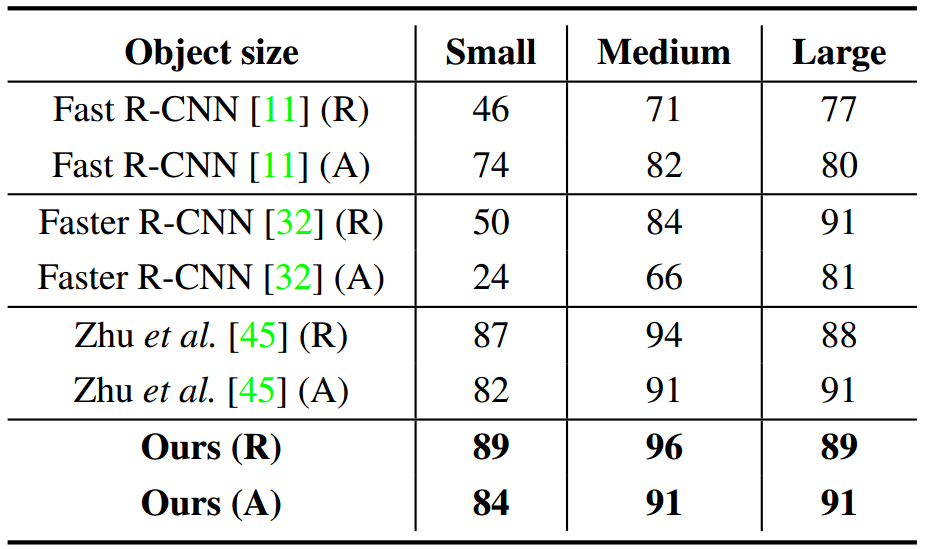 Object size Small Medium Large
Fast R-CNN [11] (R) 46 71 77
Fast R-CNN [11] (A) 74 82 80
Faster R-CNN [32] (R) 50 84 91
Faster R-CNN [32] (A) 24 66 81
Zhu et al. [45] (R) 87 94 88
Zhu et al. [45] (A) 82 91 91
Ours (R) 89 96 89
Ours (A) 84 91 91